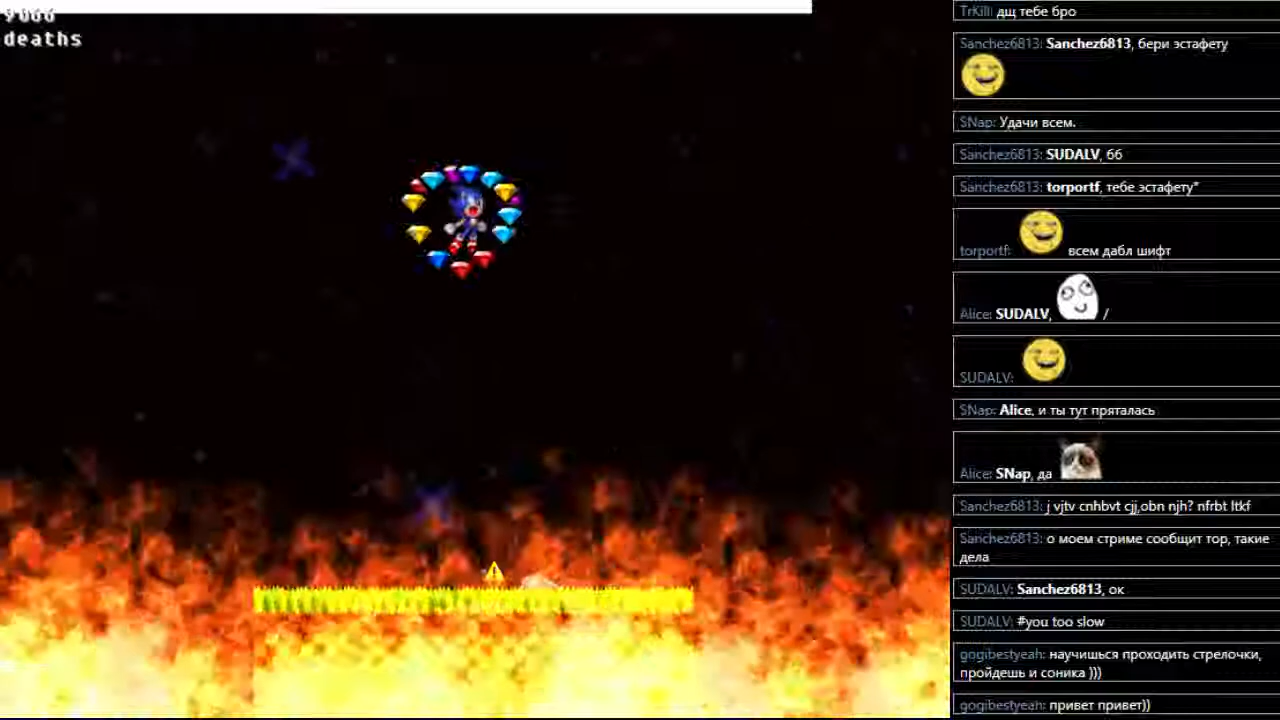 deaths
TrKill: дщ тебе бро
Sanchez6813: Sanchez6813, бери эстафету
SNap: Удачи всем.
Sanchez6813: SUDALV, 66
Sanchez6813: torportf, тебе эстафету*
torportf: всем дабл шифт
Alice: SUDALV, /
SUDALV:
SNap: Alice, и ты тут пряталась
Alice: SNap, да
Sanchez6813: j vjtv cnhbvt cjj,obn njh? nfrbt ltkf
Sanchez6813: о моем стриме сообщит тор, такие
дела
SUDALV: Sanchez6813, ок
SUDALV: #you too slow
gogibestyeah: научишься проходить стрелочки,
пройдешь и соника )))
gogibestyeah: привет привет))